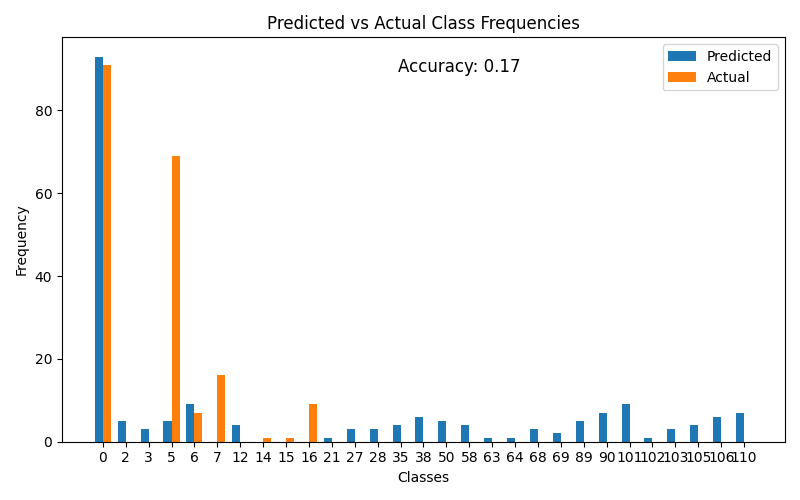 Predicted vs Actual Class Frequencies
Accuracy: 0.17
Predicted
Actual
Frequency
80
60
40
20
0
0 2 3 5 6 7 12 14 15 16 21 27 28 35 38 50 58 63 64 68 69 89 90 101 102 103 105 106 110
Classes